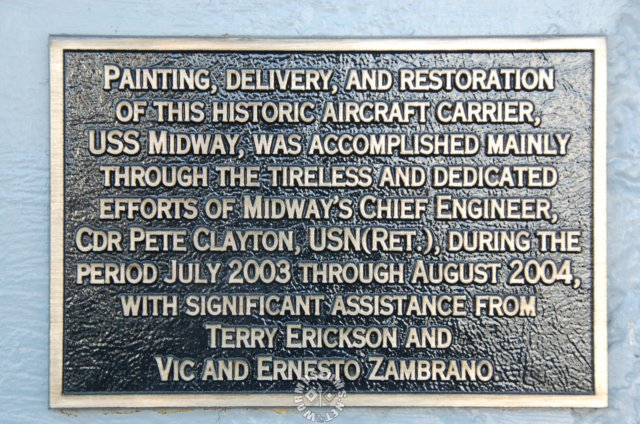 PAINTING, DELIVERY, AND RESTORATION
OF THIS HISTORIC AIRCRAFT CARRIER,
USS MIDWAY, WAS ACCOMPLISHED MAINLY
THROUGH THE TIRELESS AND DEDICATED
EFFORTS OF MIDWAY'S CHIEF ENGINEER,
CDR PETE CLAYTON, USN(RET.), DURING THE
PERIOD JULY 2003 THROUGH AUGUST 2004,
WITH SIGNIFICANT ASSISTANCE FROM
TERRY ERICKSON AND
VIC AND ERNESTO ZAMBRANO